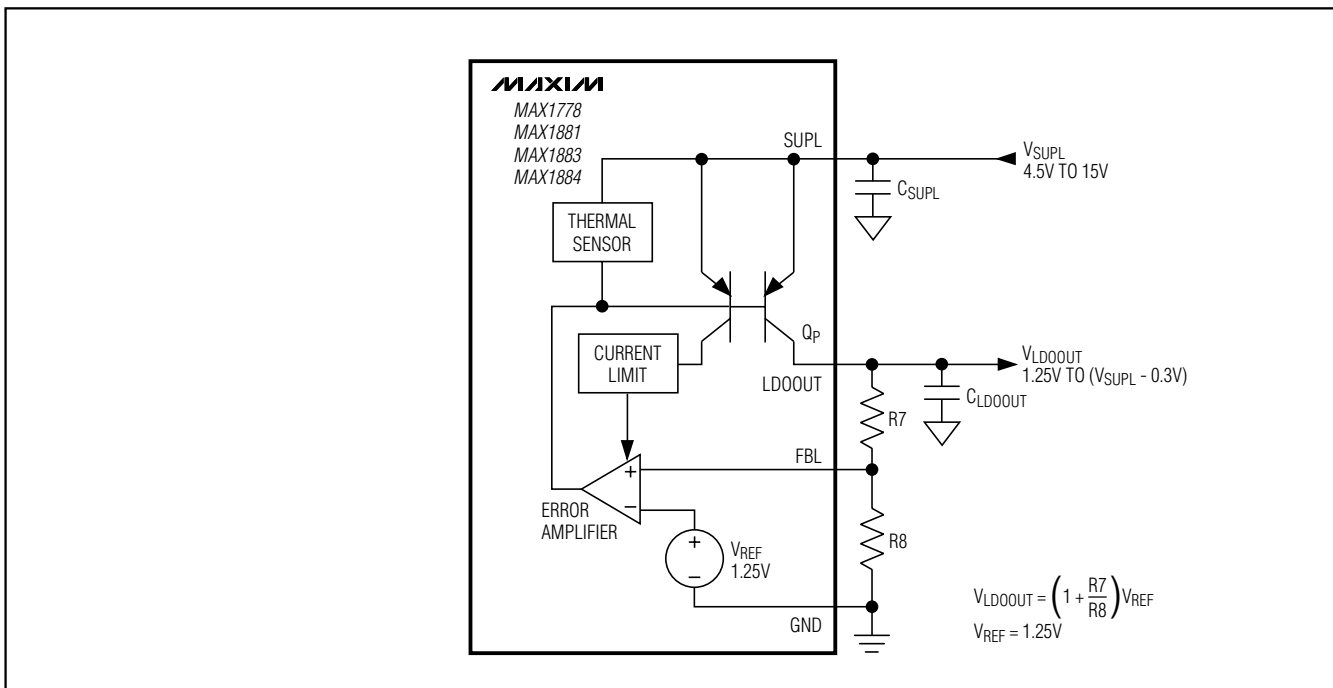 MAXIM
MAX1778
MAX1881
MAX1883
MAX1884
SUPL
VSUPL
4.5V TO 15V
CSUPL
THERMAL
SENSOR
QP
CURRENT
LIMIT
LDOOUT
VLDOOUT
1.25V TO (VSUPL - 0.3V)
CLDOOUT
R7
FBL
+
−
ERROR
AMPLIFIER
+
−
VREF
1.25V
R8
GND
VLDOOUT = (1 + R7/R8) VREF
VREF = 1.25V